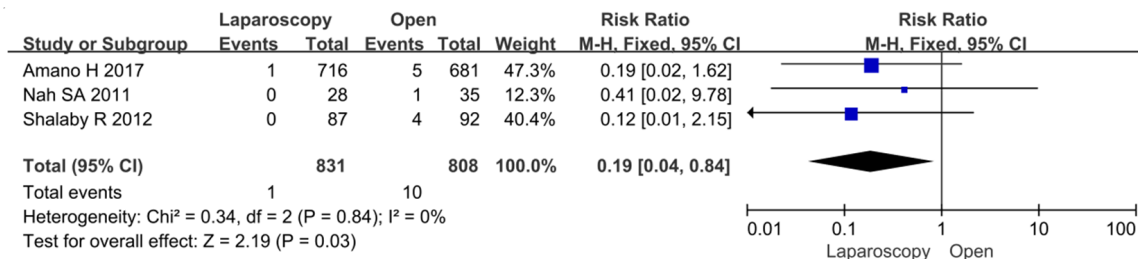 Laparoscopy Open Risk Ratio Risk Ratio
Study or Subgroup Events Total Events Total Weight M-H, Fixed, 95% CI M-H, Fixed, 95% CI
Amano H 2017 1 716 5 681 47.3% 0.19 [0.02, 1.62]
Nah SA 2011 0 28 1 35 12.3% 0.41 [0.02, 9.78]
Shalaby R 2012 0 87 4 92 40.4% 0.12 [0.01, 2.15]
Total (95% CI) 831 808 100.0% 0.19 [0.04, 0.84]
Total events 1 10
Heterogeneity: Chi² = 0.34, df = 2 (P = 0.84); I² = 0%
Test for overall effect: Z = 2.19 (P = 0.03)
0.01 0.1 1 10 100
Laparoscopy Open